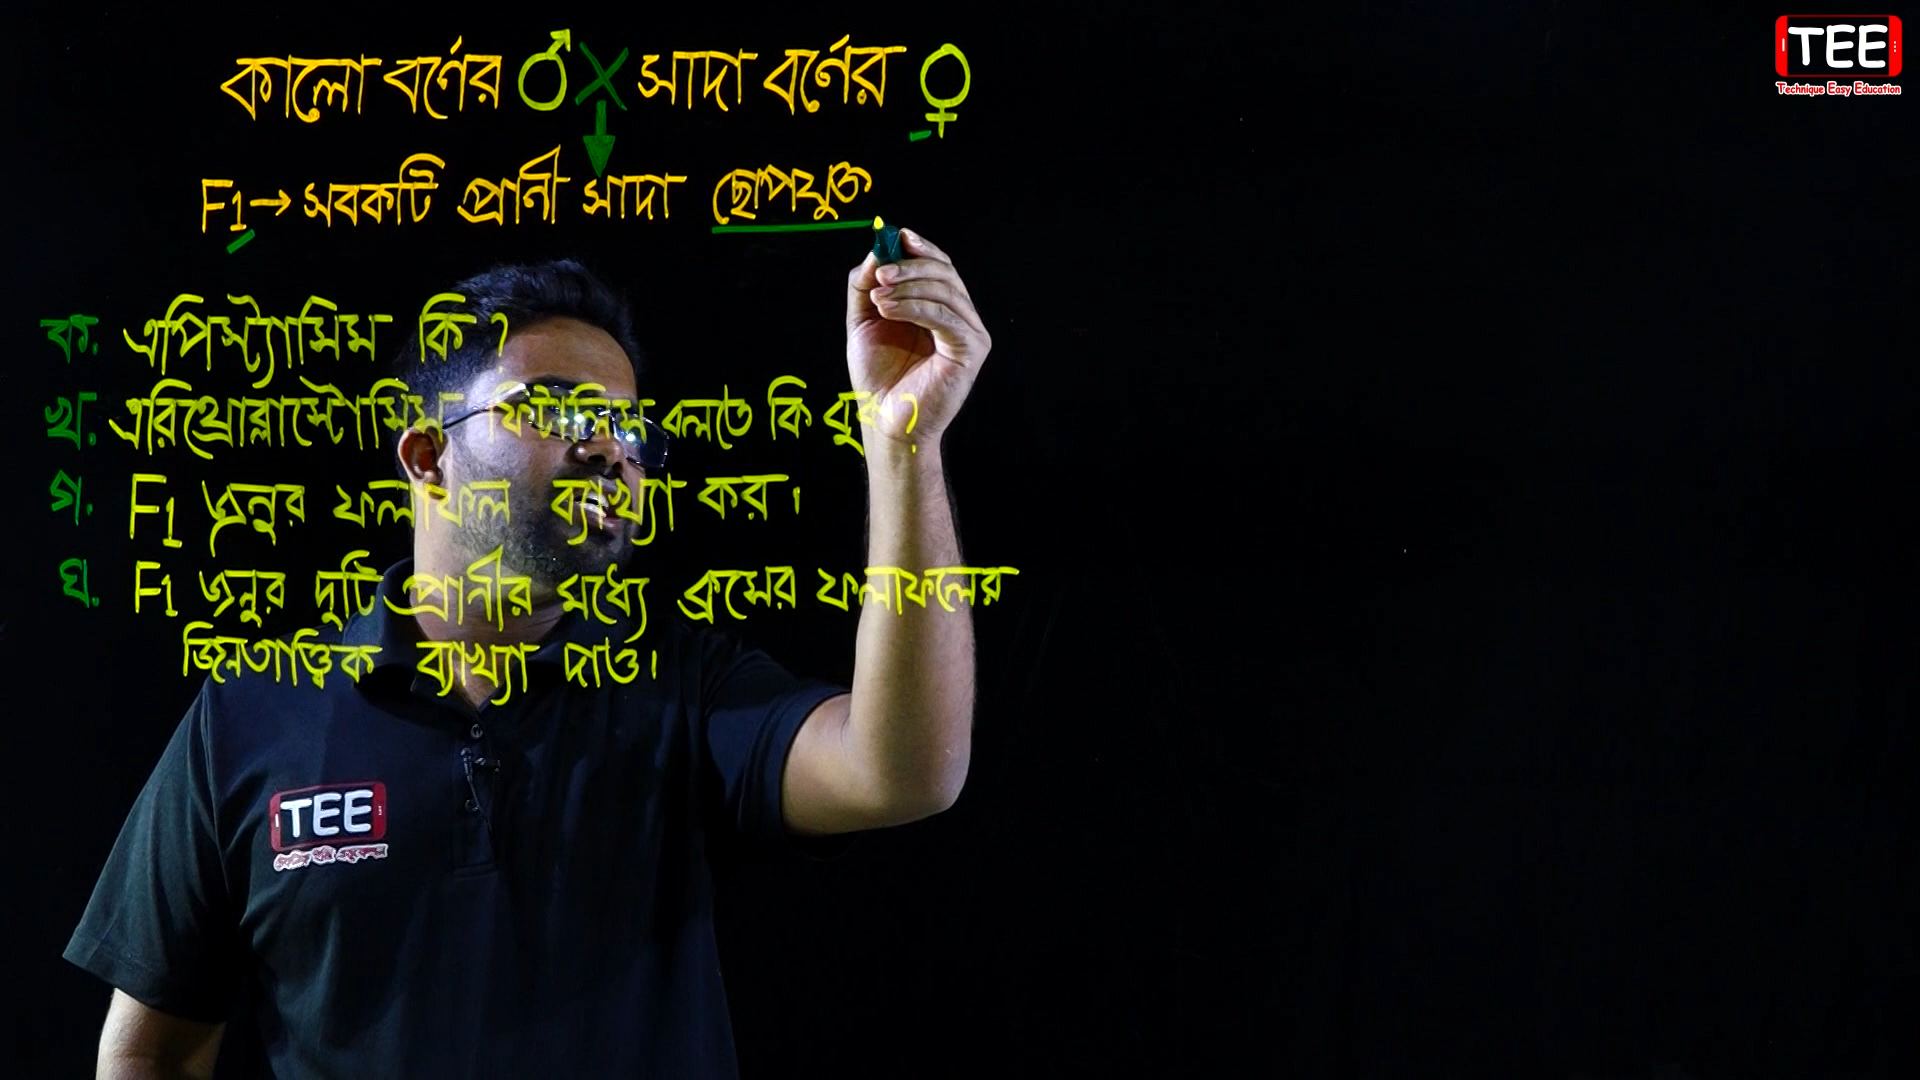 কালো বর্ণের ♂ X সাদা বর্ণের ♀
F1→ সবকটি প্রানী সাদা ছোপযুক্ত
ক. এপিস্ট্যাসিস কি ?
খ. এরিথ্রোব্লাস্টোসিস ফিটালিস বলতে কি বুঝ ?
গ. F1 জনুর ফলাফল ব্যাখ্যা কর।
ঘ. F1 জনুর দুটি প্রানীর মধ্যে ক্রসের ফলাফলের
জিনতাত্ত্বিক ব্যাখ্যা দাও।
TEE
Technique Easy Education
TEE